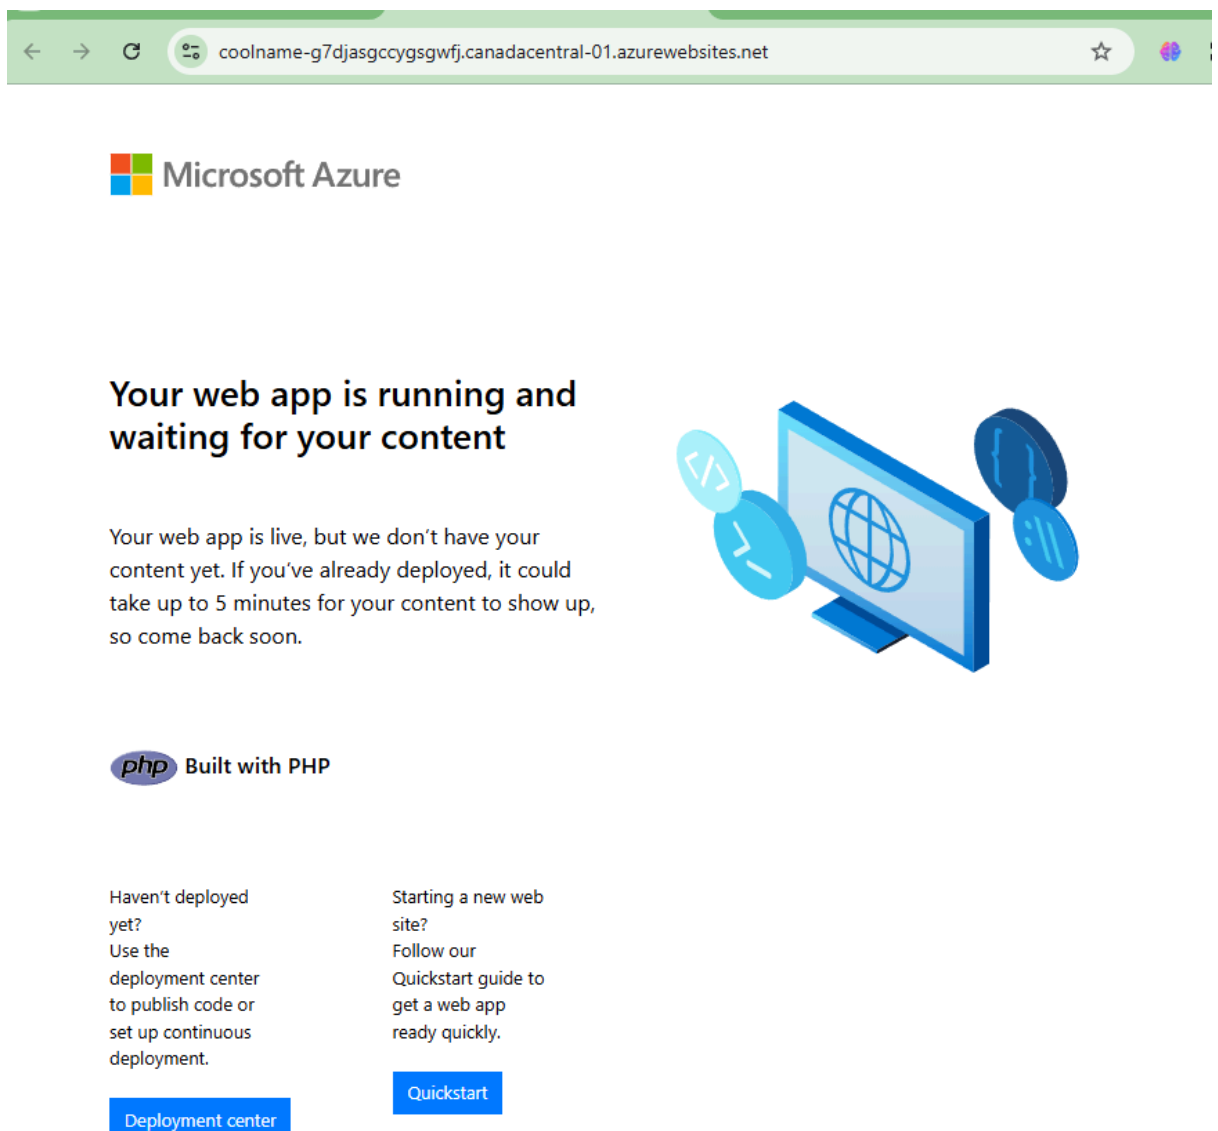 coolname-g7djasgccygsgwfj.canadacentral-01.azurewebsites.net
Microsoft Azure
Your web app is running and
waiting for your content
Your web app is live, but we don't have your
content yet. If you've already deployed, it could
take up to 5 minutes for your content to show up,
so come back soon.
php Built with PHP
Haven't deployed
yet?
Use the
deployment center
to publish code or
set up continuous
deployment.
Deployment center
Starting a new web
site?
Follow our
Quickstart guide to
get a web app
ready quickly.
Quickstart